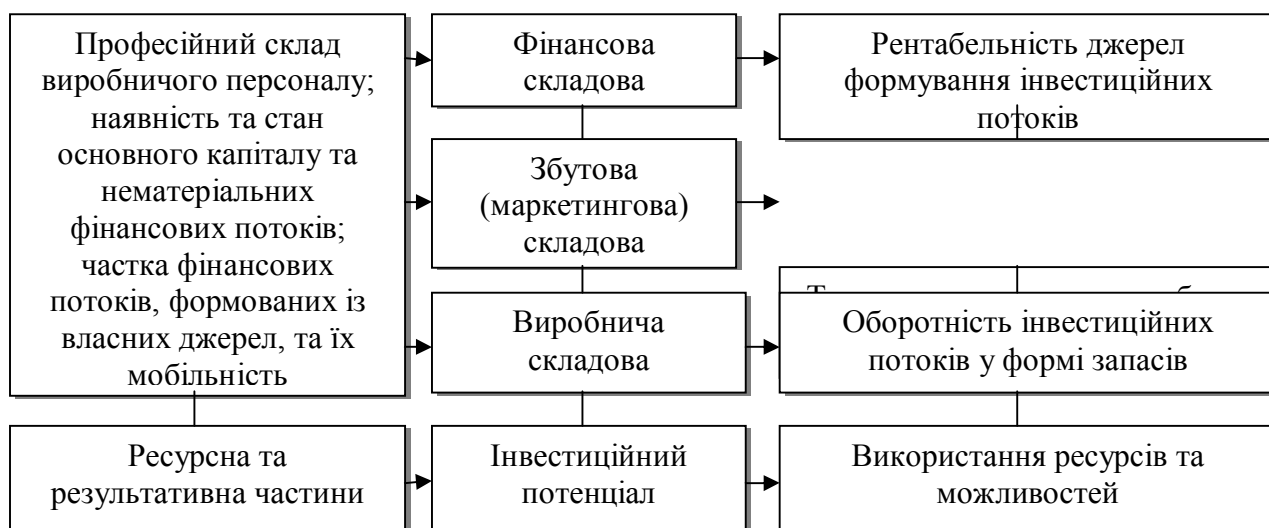 Професійний склад
виробничого персоналу;
наявність та стан
основного капіталу та
нематеріальних
фінансових потоків;
частка фінансових
потоків, формованих із
власних джерел, та їх
мобільність
Фінансова
складова
Рентабельність джерел
формування інвестиційних
потоків
Збутова
(маркетингова)
складова
Виробнича
складова
Оборотність інвестиційних
потоків у формі запасів
Ресурсна та
результативна частини
Інвестиційний
потенціал
Використання ресурсів та
можливостей